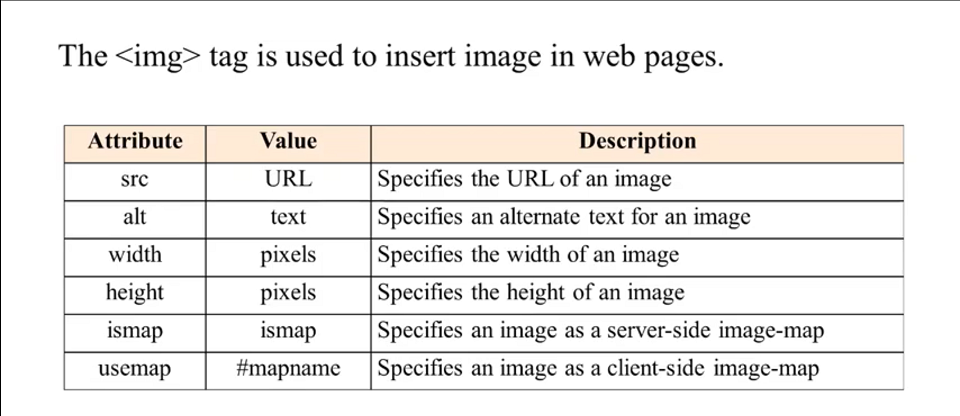 The <img> tag is used to insert image in web pages.
Attribute Value Description
src URL Specifies the URL of an image
alt text Specifies an alternate text for an image
width pixels Specifies the width of an image
height pixels Specifies the height of an image
ismap ismap Specifies an image as a server-side image-map
usemap #mapname Specifies an image as a client-side image-map